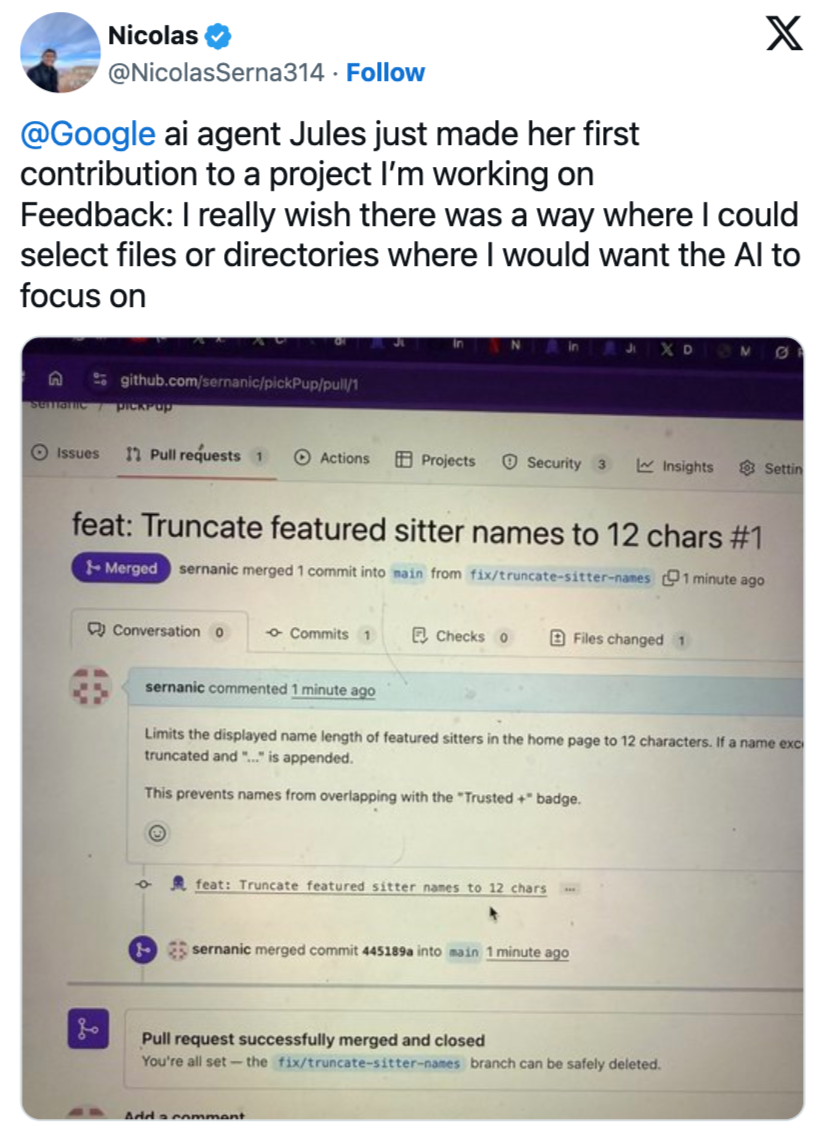 Nicolas
@NicolasSerna314 · Follow
@Google ai agent Jules just made her first
contribution to a project I’m working on
Feedback: I really wish there was a way where I could
select files or directories where I would want the AI to
focus on
in N in Ji X D M
github.com/sernanic/pickPup/pull/1
sernanic / pickPup
Issues Pull requests 1 Actions Projects Security 3 Insights Settin
feat: Truncate featured sitter names to 12 chars #1
Merged sernanic merged 1 commit into main from fix/truncate-sitter-names 1 minute ago
Conversation 0 Commits 1 Checks 0 Files changed 1
sernanic commented 1 minute ago
Limits the displayed name length of featured sitters in the home page to 12 characters. If a name exc
truncated and "..." is appended.
This prevents names from overlapping with the "Trusted +" badge.
feat: Truncate featured sitter names to 12 chars ...
sernanic merged commit 445189a into main 1 minute ago
Pull request successfully merged and closed
You're all set — the fix/truncate-sitter-names branch can be safely deleted.
Add a comment